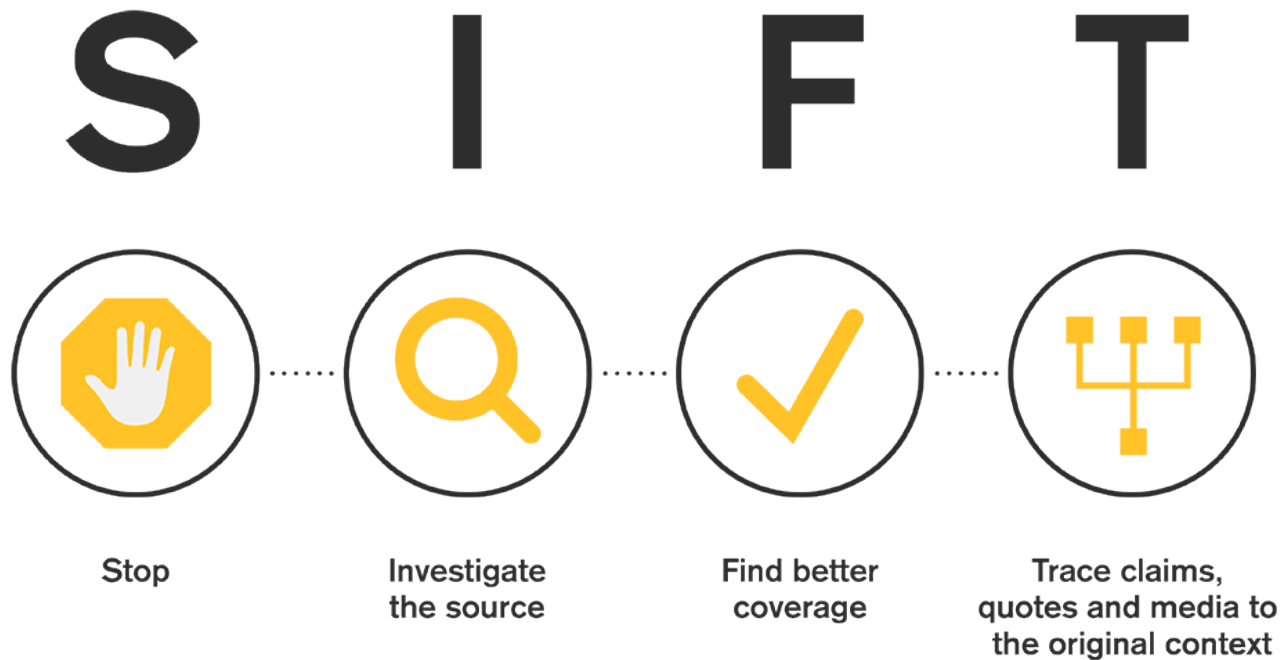 S I F T
Stop
Investigate
the source
Find better
coverage
Trace claims,
quotes and media to
the original context